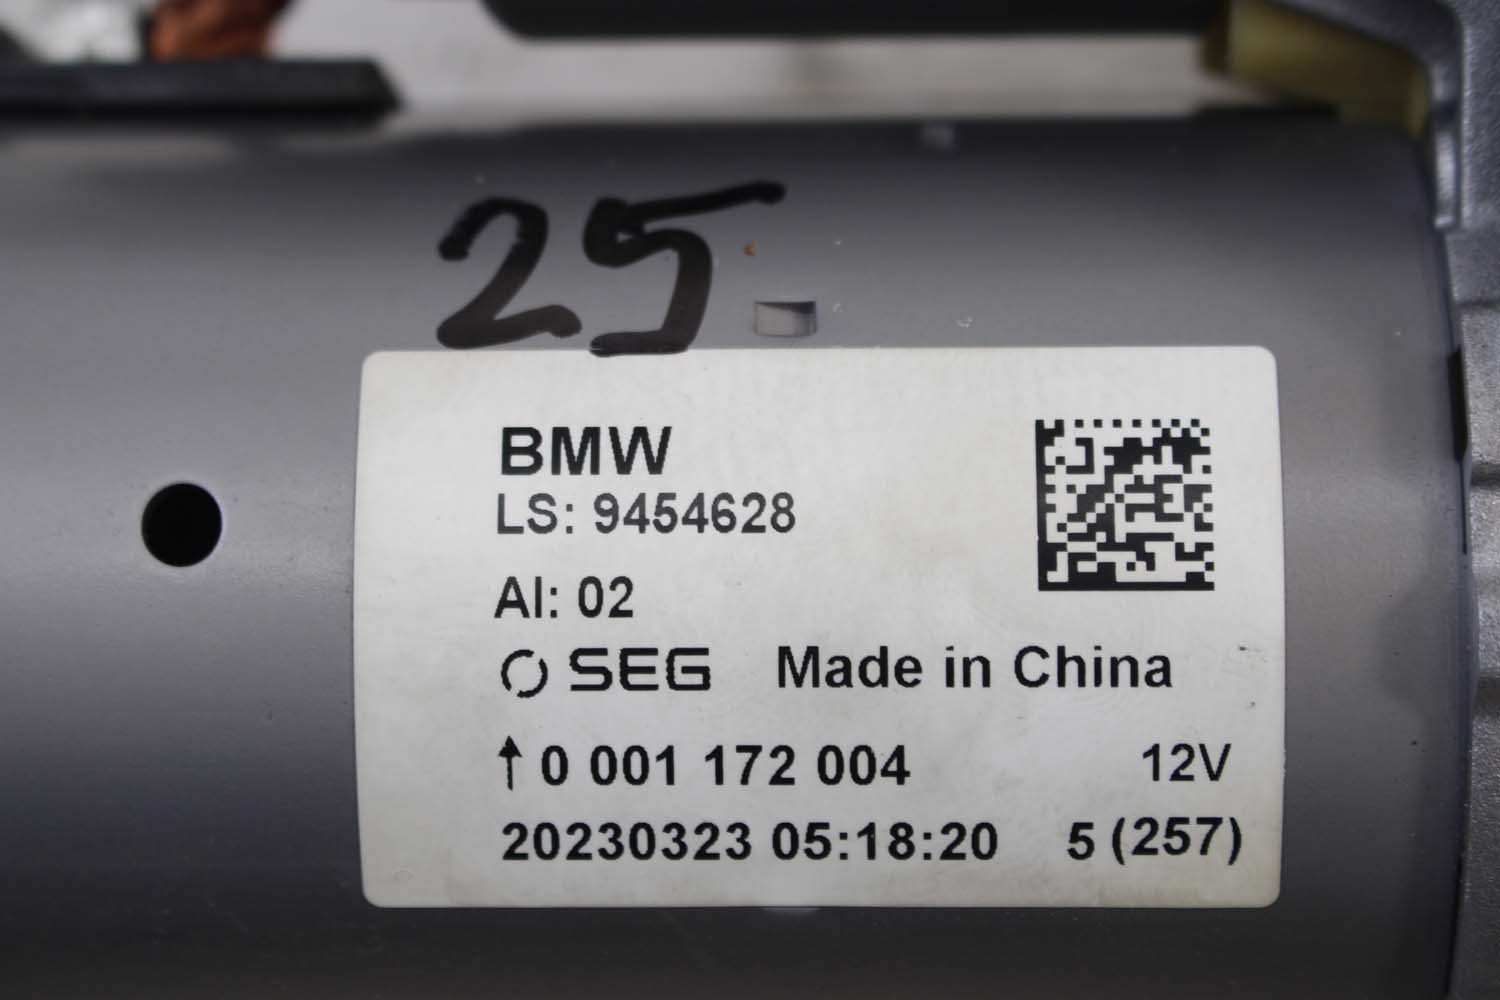 25
BMW
LS: 9454628
AI: 02
SEG Made in China
↑ 0 001 172 004 12V
20230323 05:18:20 5 (257)